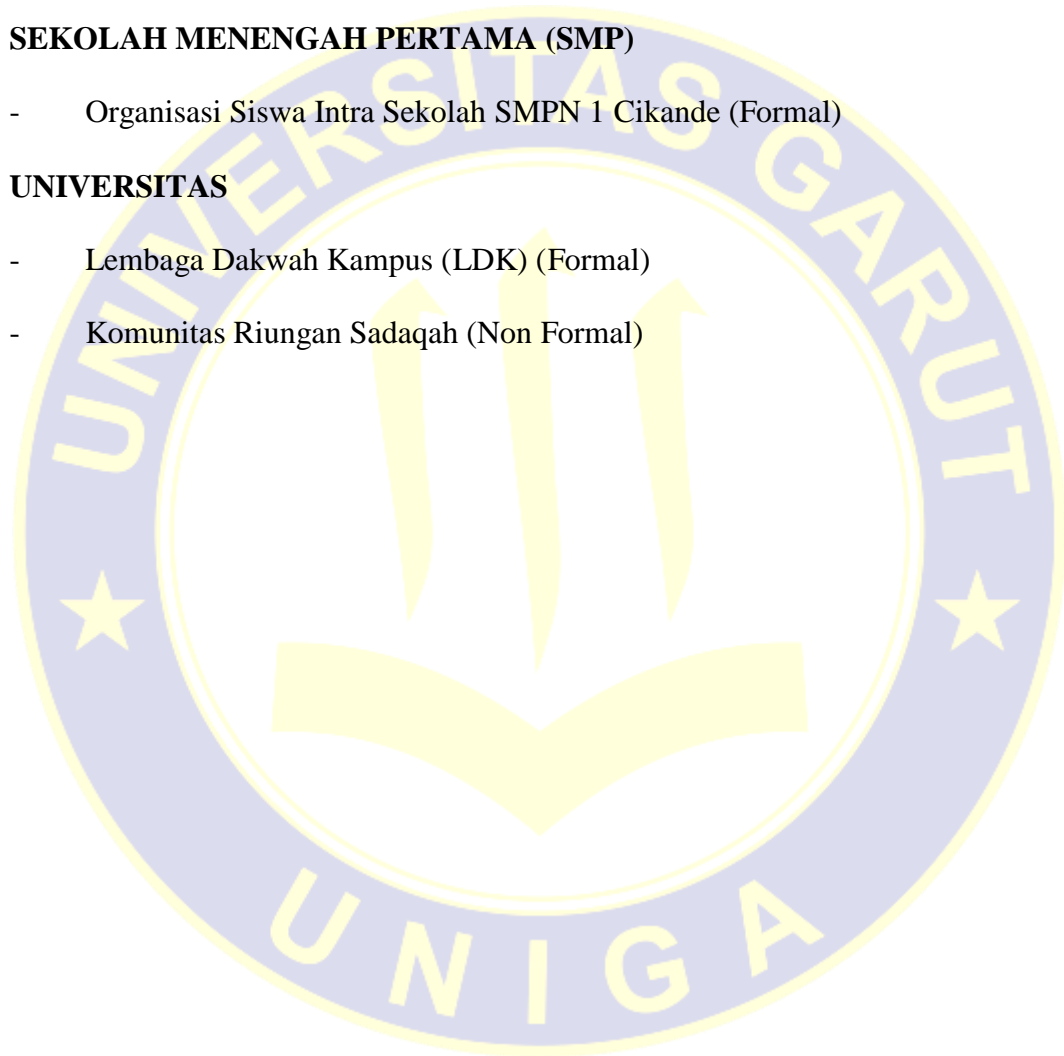 SEKOLAH MENENGAH PERTAMA (SMP)
- Organisasi Siswa Intra Sekolah SMPN 1 Cikande (Formal)
UNIVERSITAS
- Lembaga Dakwah Kampus (LDK) (Formal)
- Komunitas Riungan Sadaqah (Non Formal)
UNIVERSITAS GARUT
UNIGA